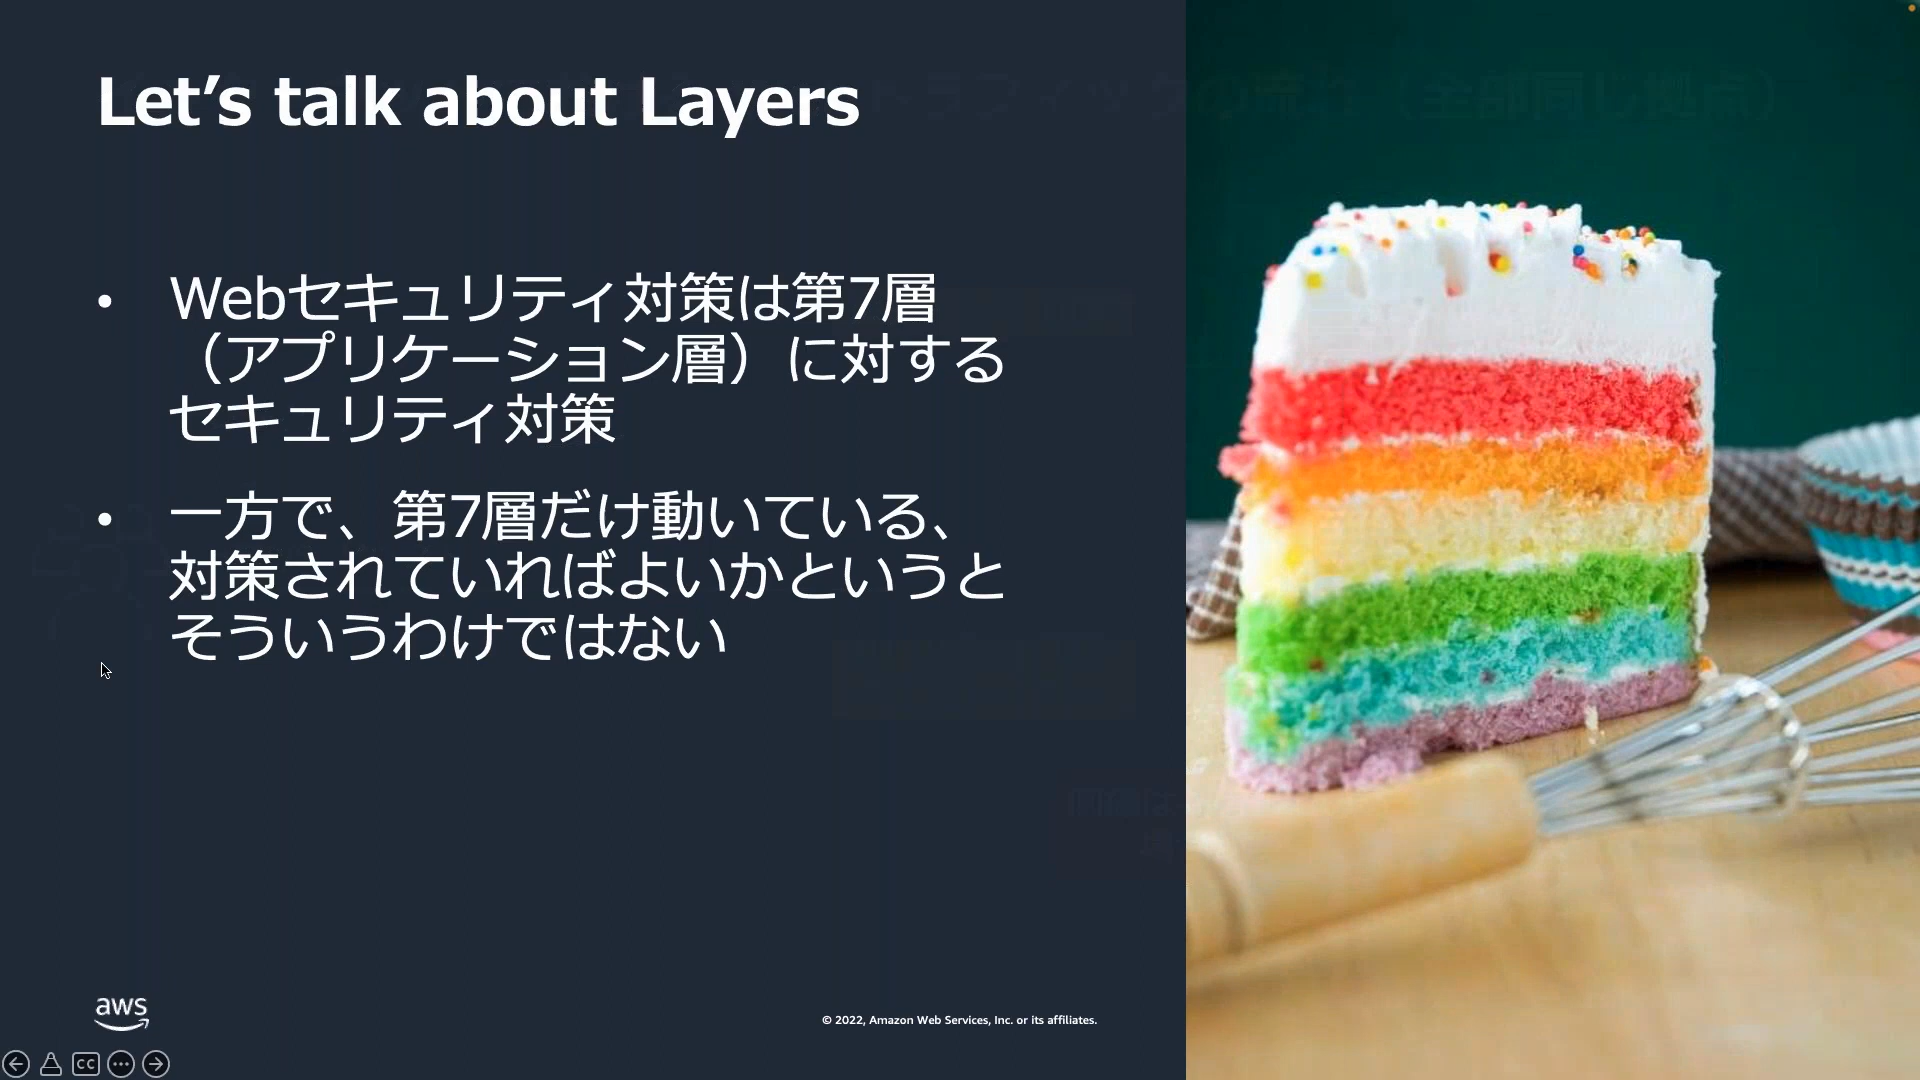 Let’s talk about Layers
• Webセキュリティ対策は第7層
（アプリケーション層）に対する
セキュリティ対策
• 一方で、第7層だけ動いている、
対策されていればよいかというと
そういうわけではない
aws
© 2022, Amazon Web Services, Inc. or its affiliates.
CC